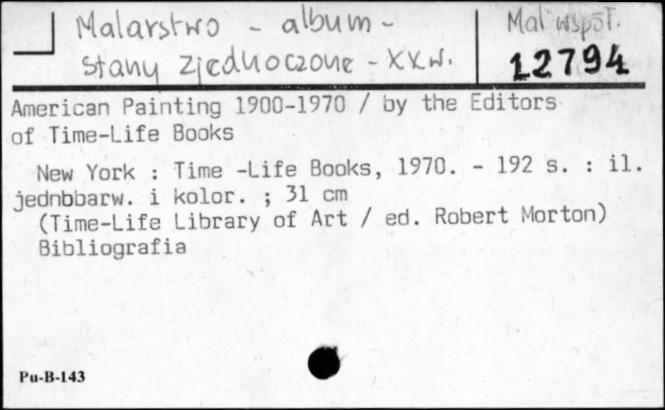 Malarstwo - album -
Stany Zjednoczone - XX w.
Mal. współ.
12794
American Painting 1900-1970 / by the Editors
of Time-Life Books
New York : Time -Life Books, 1970. - 192 s. : il.
jednbbarw. i kolor. ; 31 cm
(Time-Life Library of Art / ed. Robert Morton)
Bibliografia
Pu-B-143